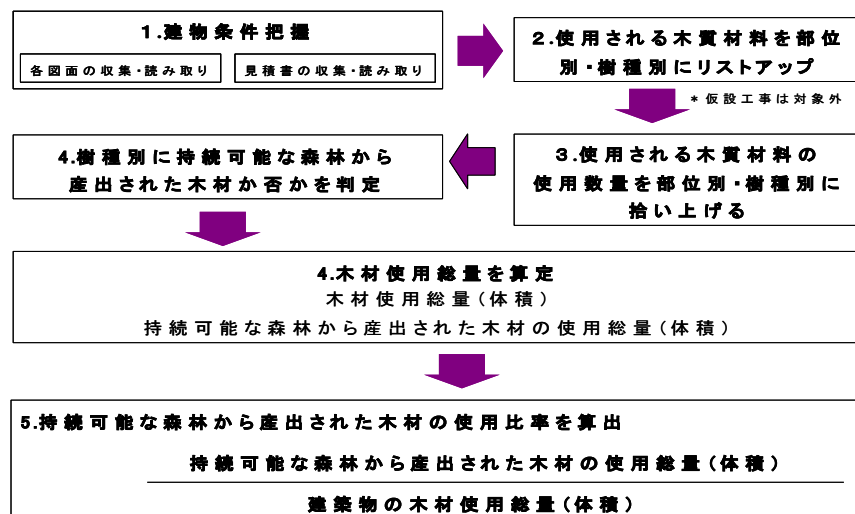 1.建物条件把握
各図面の収集・読み取り
見積書の収集・読み取り
2.使用される木質材料を部位
別・樹種別にリストアップ
*仮設工事は対象外
3.使用される木質材料の
使用数量を部位別・樹種別に
拾い上げる
4.樹種別に持続可能な森林から
産出された木材か否かを判定
4.木材使用総量を算定
木材使用総量(体積)
持続可能な森林から産出された木材の使用総量(体積)
5.持続可能な森林から産出された木材の使用比率を算出
持続可能な森林から産出された木材の使用総量(体積)
建築物の木材使用総量(体積)